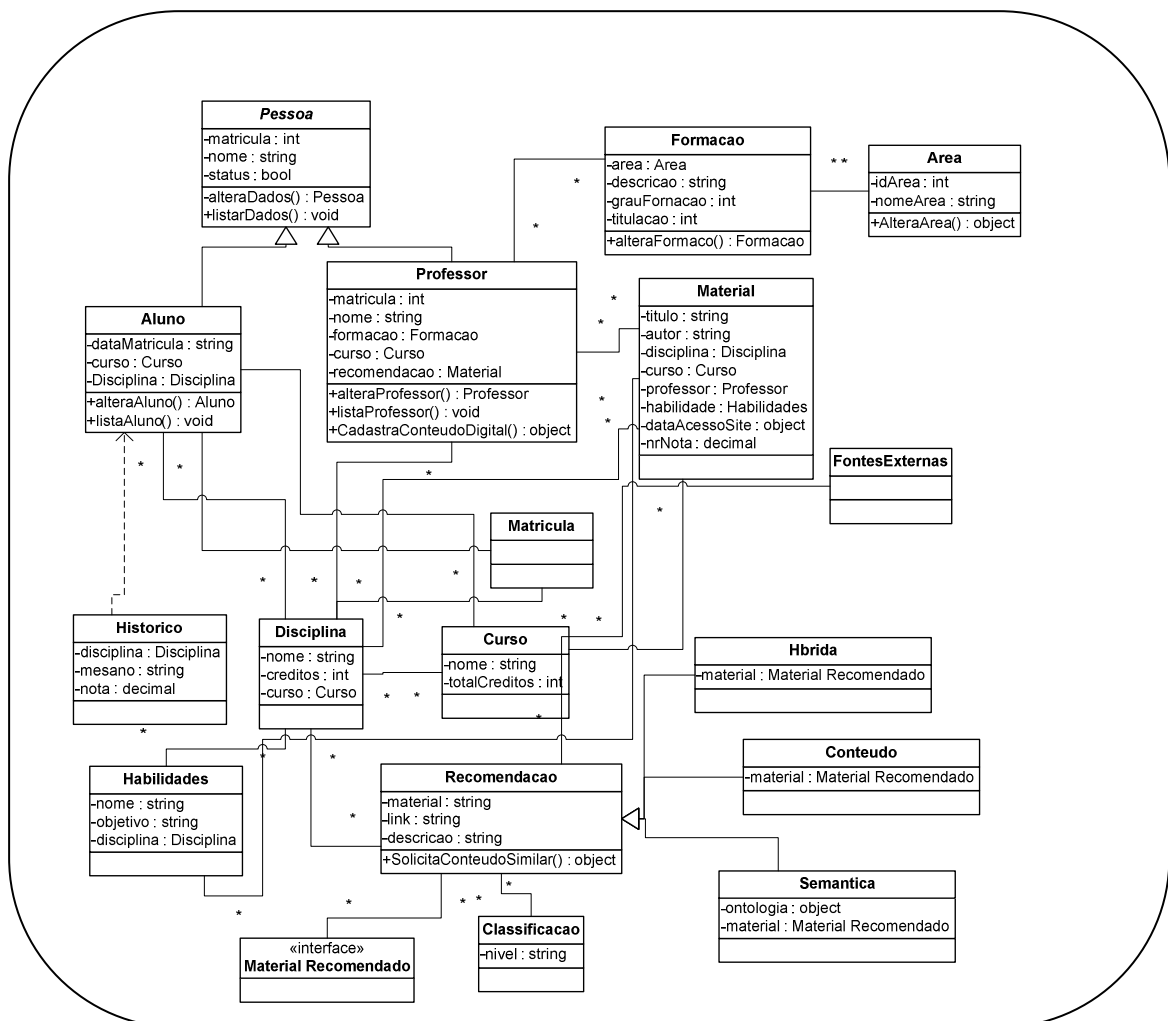 Pessoa
-matricula : int
-nome : string
-status : bool
-alteraDados() : Pessoa
+listarDados() : void
Formacao
-area : Area
-descricao : string
-grauFornacao : int
-titulacao : int
+alteraFormaco() : Formacao
* *
Area
-idArea : int
-nomeArea : string
+AlteraArea() : object
*
*
Professor
-matricula : int
-nome : string
-formacao : Formacao
-curso : Curso
-recomendacao : Material
+alteraProfessor() : Professor
+listaProfessor() : void
+CadastraConteudoDigital() : object
*
*
*
*
Material
-titulo : string
-autor : string
-disciplina : Disciplina
-curso : Curso
-professor : Professor
-habilidade : Habilidades
-dataAcessoSite : object
-nrNota : decimal
Aluno
-dataMatricula : string
-curso : Curso
-Disciplina : Disciplina
+alteraAluno() : Aluno
+listaAluno() : void
*
*
*
*
FontesExternas
Matricula
*
*
*
*
*
*
*
Historico
-disciplina : Disciplina
-mesano : string
-nota : decimal
*
Disciplina
-nome : string
-creditos : int
-curso : Curso
*
*
Curso
-nome : string
-totalCreditos : int
*
Hbrida
-material : Material Recomendado
Conteudo
-material : Material Recomendado
*
*
*
Habilidades
-nome : string
-objetivo : string
-disciplina : Disciplina
*
Recomendacao
-material : string
-link : string
-descricao : string
+SolicitaConteudoSimilar() : object
*
*
*
*
Semantica
-ontologia : object
-material : Material Recomendado
«interface»
Material Recomendado
Classificacao
-nivel : string